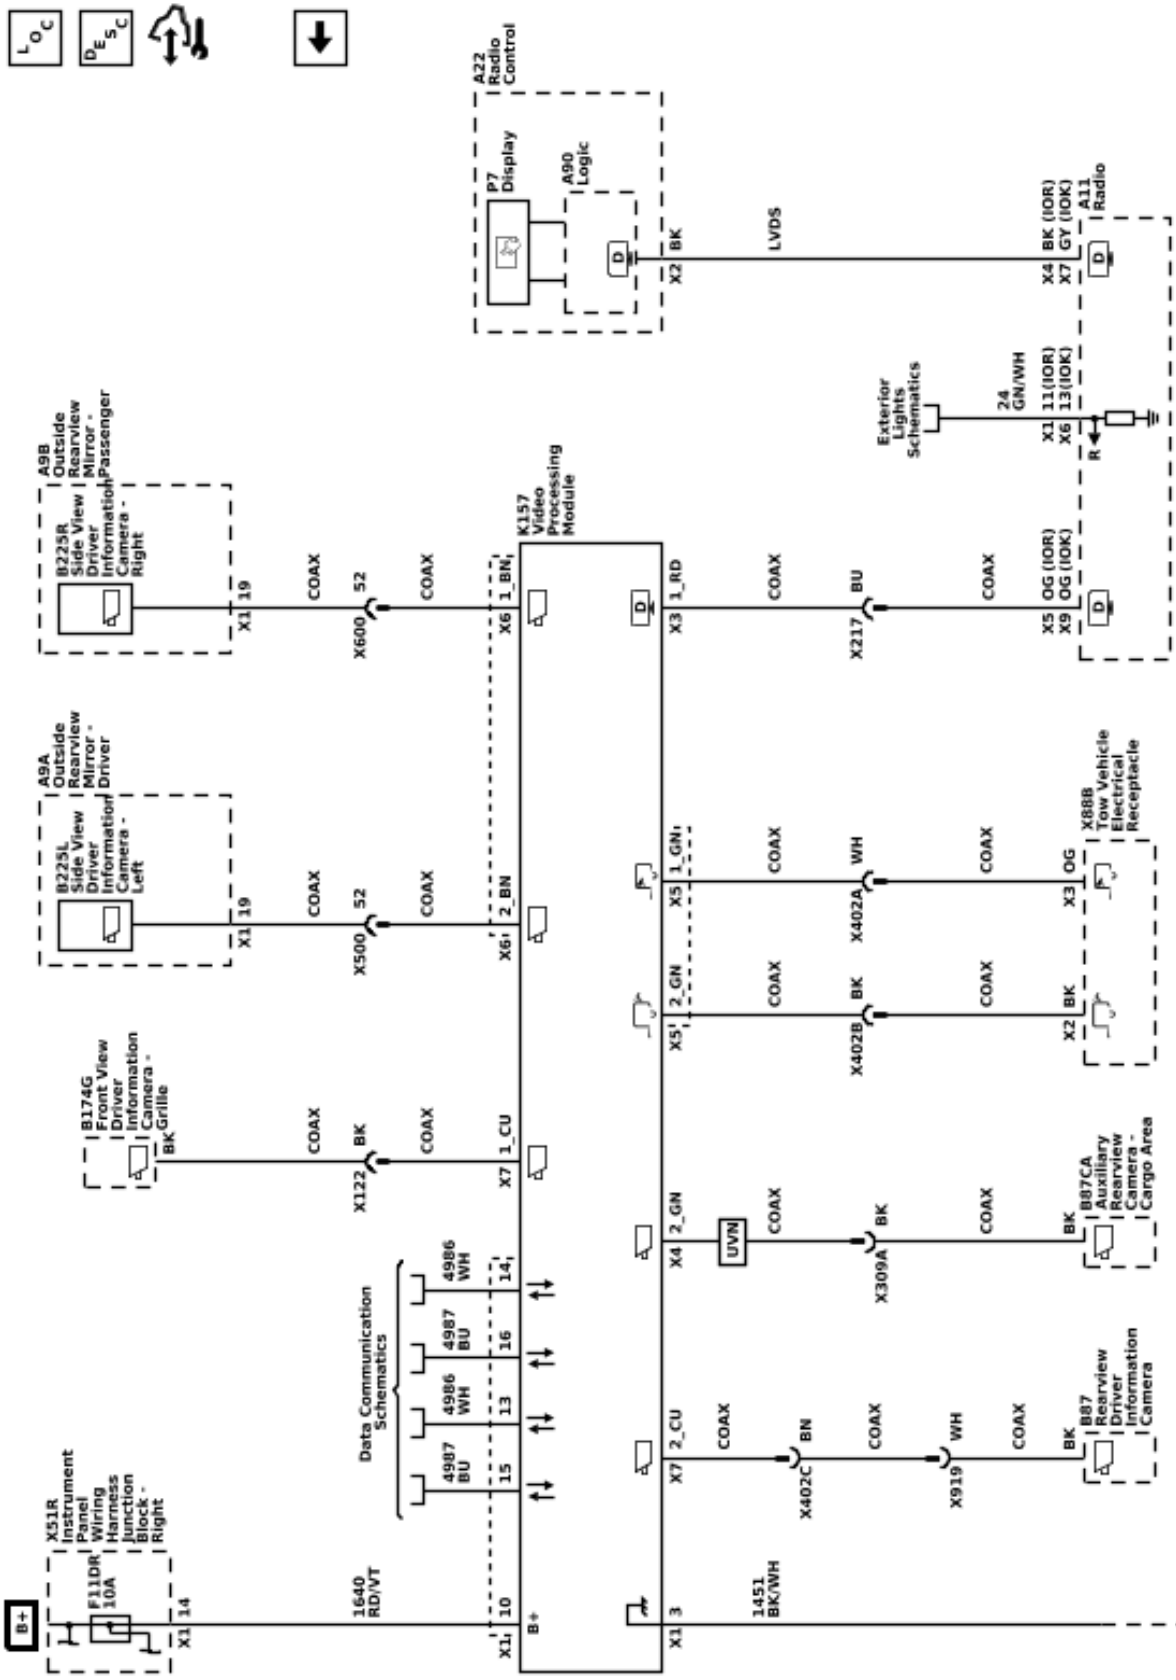 B+
X51R
Instrument
Panel
Wiring
Harness
Junction
Block -
Right
F11DR
10A
X1 14
1640
RD/VT
X1 10
B+
Data Communication
Schematics
4987
BU
15
4986
WH
13
4987
BU
16
4986
WH
14
B174G
Front View
Driver
Information
Camera -
Grille
BK
COAX
X122 BK
COAX
X7 1_CU
A9A
Outside
Rearview
Mirror -
Driver
B225L
Side View
Driver
Information
Camera -
Left
X1 19
COAX
X500 52
COAX
X6 2_BN
A9B
Outside
Rearview
Mirror -
Passenger
B225R
Side View
Driver
Information
Camera -
Right
X1 19
COAX
X600 52
COAX
X6 1_BN
K157
Video
Processing
Module
LOC
DESC
A22
Radio
Control
P7
Display
A90
Logic
D
X2 BK
LVDS
X4 BK (IOR)
X7 GY (IOK)
A11
Radio
D
X1 3
1451
BK/WH
X7 2_CU
COAX
X402C BN
COAX
X919 WH
COAX
BK
B87
Rearview
Driver
Information
Camera
X4 2_GN
UVN
COAX
X309A BK
COAX
BK
B87CA
Auxiliary
Rearview
Camera -
Cargo Area
X5 2_GN
COAX
X402B BK
COAX
X2 BK
X5 1_GN
COAX
X402A WH
COAX
X3 OG
X88B
Tow Vehicle
Electrical
Receptacle
D
X3 1_RD
COAX
X217 BU
COAX
X5 OG (IOR)
X9 OG (IOK)
D
Exterior
Lights
Schematics
24
GN/WH
X1 11(IOR)
X6 13(IOK)
R